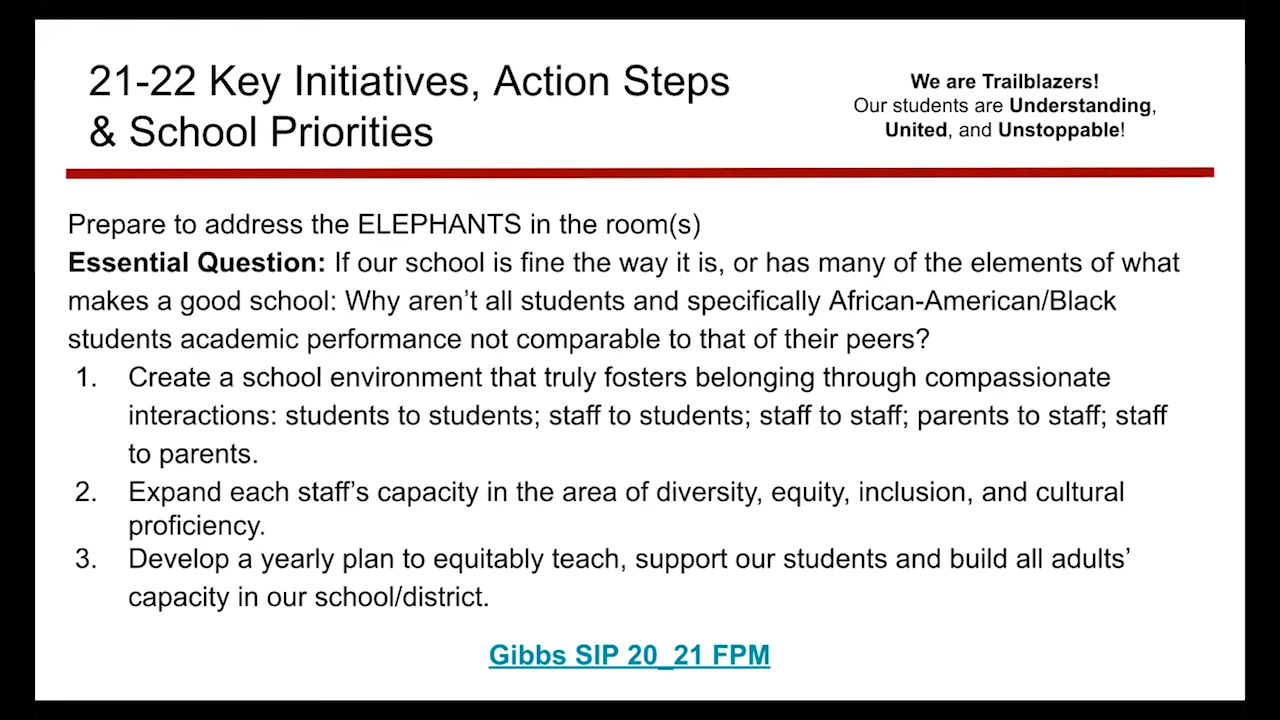 21-22 Key Initiatives, Action Steps
& School Priorities
We are Trailblazers!
Our students are Understanding,
United, and Unstoppable!
Prepare to address the ELEPHANTS in the room(s)
Essential Question: If our school is fine the way it is, or has many of the elements of what
makes a good school: Why aren’t all students and specifically African-American/Black
students academic performance not comparable to that of their peers?
1. Create a school environment that truly fosters belonging through compassionate
interactions: students to students; staff to students; staff to staff; parents to staff; staff
to parents.
2. Expand each staff’s capacity in the area of diversity, equity, inclusion, and cultural
proficiency.
3. Develop a yearly plan to equitably teach, support our students and build all adults’
capacity in our school/district.
Gibbs SIP 20_21 FPM